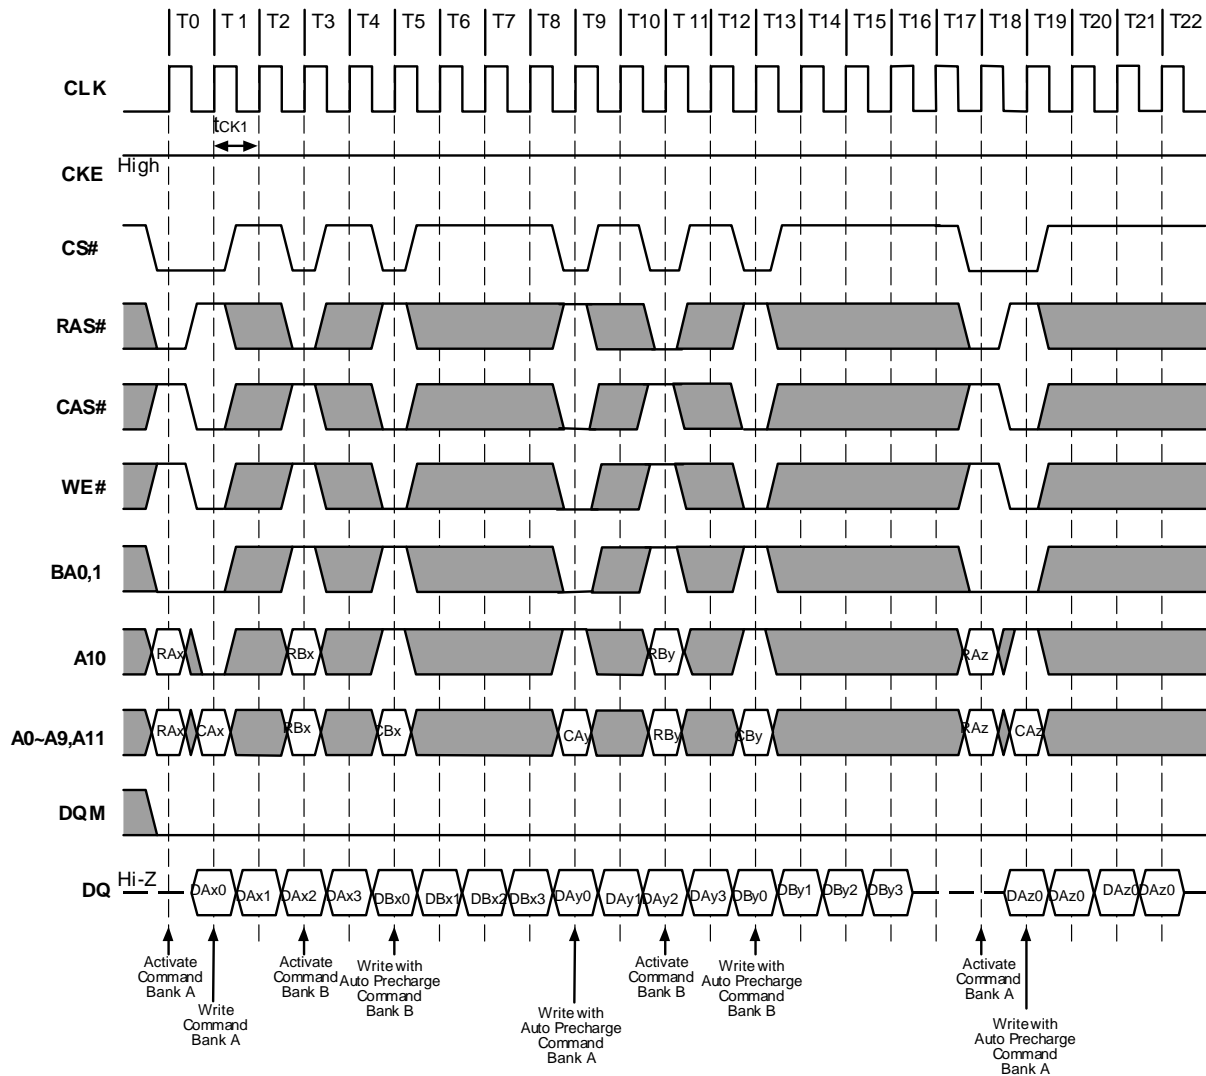 T0 T 1 T2 T3 T4 T5 T6 T7 T8 T9 T10 T 11 T12 T13 T14 T15 T16 T17 T18 T19 T20 T21 T22
CLK
tCK1
CKE High
CS#
RAS#
CAS#
WE#
BA0,1
A10 RAx RBx RBy RAz
A0~A9,A11 RAx CAx RBx CBx CAy RBy CBy RAz CAz
DQM
DQ Hi-Z DAx0 DAx1 DAx2 DAx3 DBx0 DBx1 DBx2 DBx3 DAy0 DAy1 DAy2 DAy3 DBy0 DBy1 DBy2 DBy3 DAz0 DAz0 DAz0 DAz0
Activate
Command
Bank A
Write
Command
Bank A
Activate
Command
Bank B
Write with
Auto Precharge
Command
Bank B
Write with
Auto Precharge
Command
Bank A
Activate
Command
Bank B
Write with
Auto Precharge
Command
Bank B
Activate
Command
Bank A
Write with
Auto Precharge
Command
Bank A